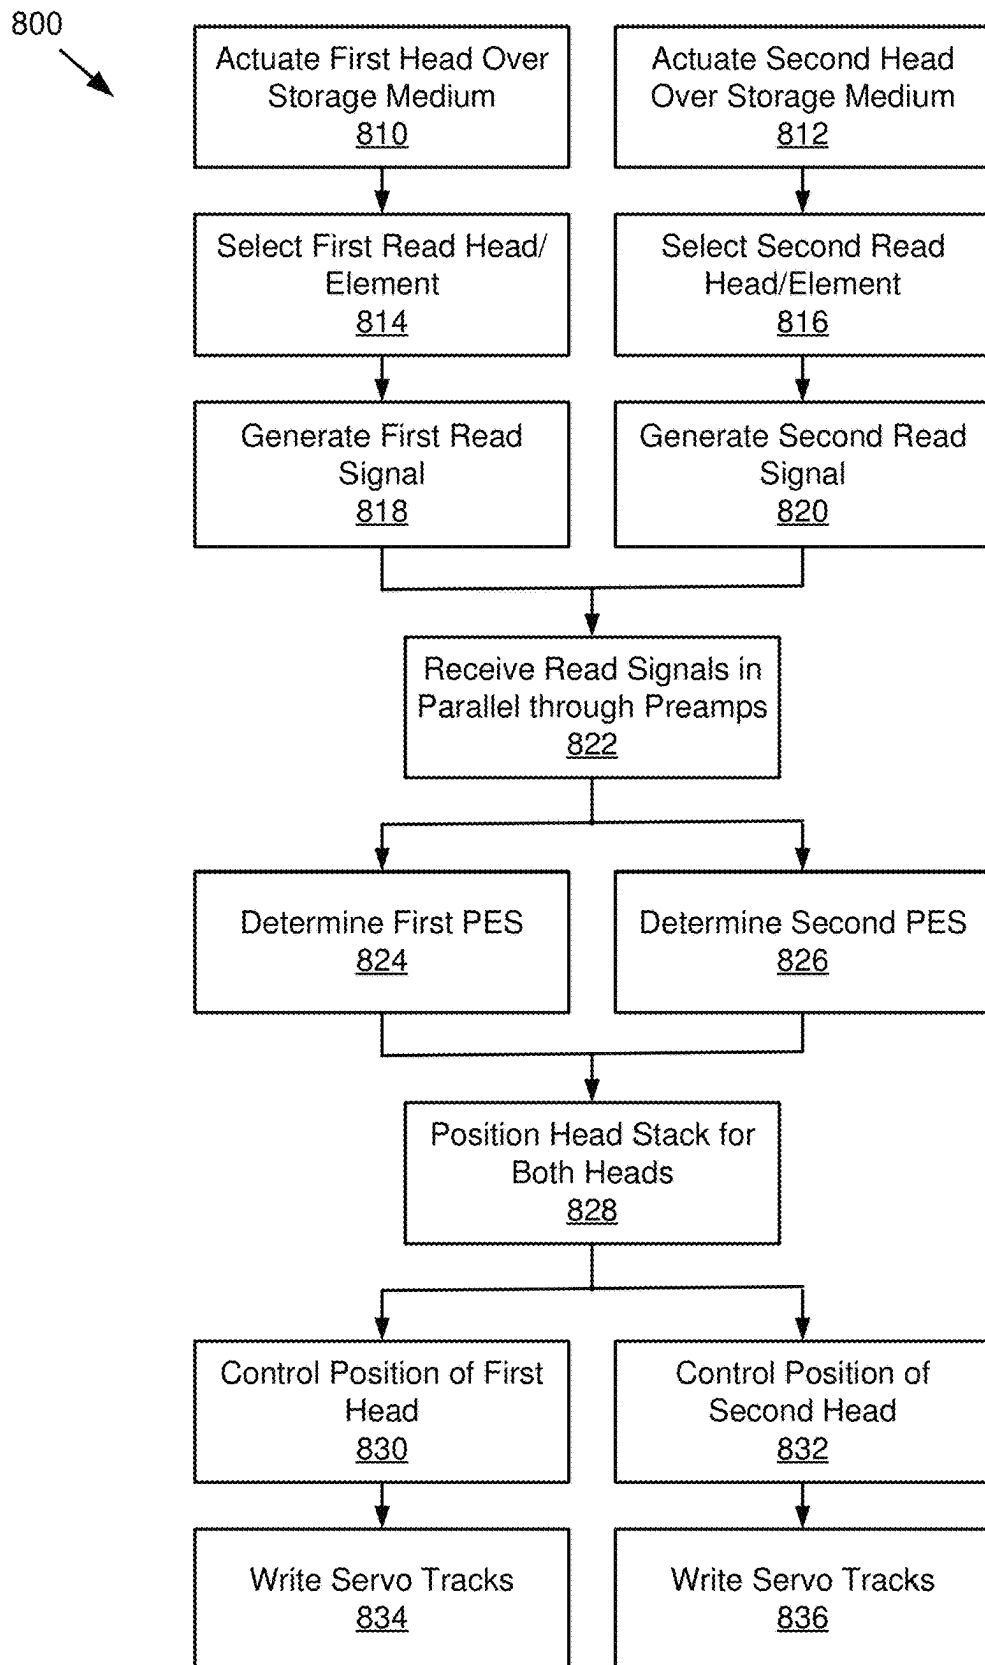 800
Actuate First Head Over
Storage Medium
810
Actuate Second Head
Over Storage Medium
812
Select First Read Head/
Element
814
Select Second Read
Head/Element
816
Generate First Read
Signal
818
Generate Second Read
Signal
820
Receive Read Signals in
Parallel through Preamps
822
Determine First PES
824
Determine Second PES
826
Position Head Stack for
Both Heads
828
Control Position of First
Head
830
Control Position of
Second Head
832
Write Servo Tracks
834
Write Servo Tracks
836